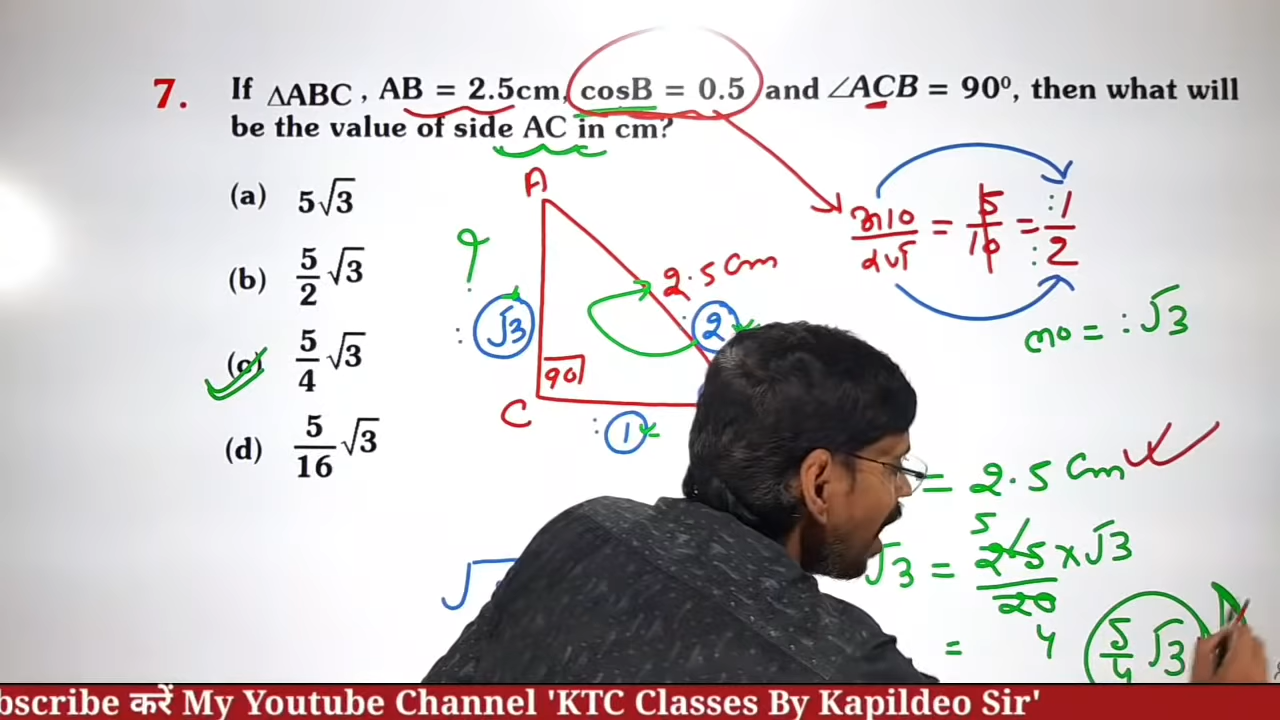 7. If △ABC, AB = 2.5cm, cosB = 0.5 and ∠ACB = 90⁰, then what will
be the value of side AC in cm?
(a) 5√3
(b) 5/2 √3
(c) 5/4 √3
(d) 5/16 √3
A
?
2.5 cm
: √3
: 2
90
C
: 1
= 5/10 = :1/:2
= : √3
= 2.5 cm
√3 = 25/20 × √3
5
= 4
5/4 √3
bscribe करें My Youtube Channel 'KTC Classes By Kapildeo Sir'